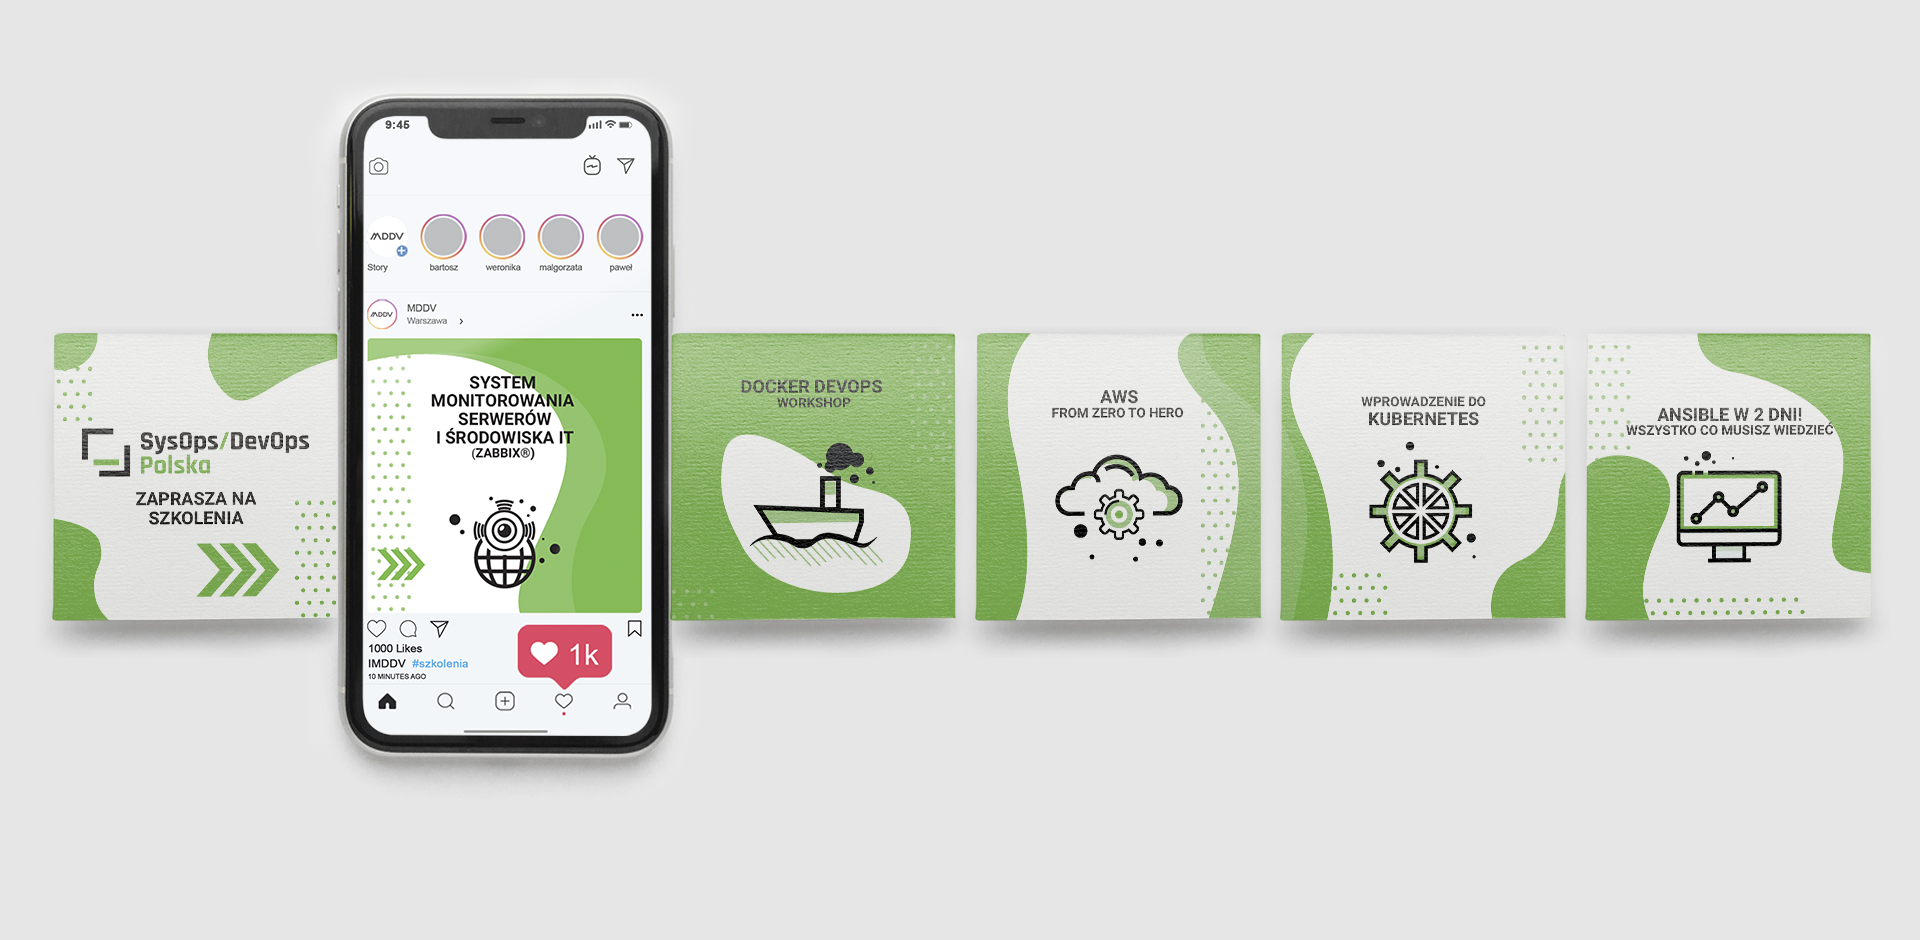 SysOps/DevOps
Polska
ZAPRASZA NA
SZKOLENIA
9:45
MDDV
Story
bartosz
weronika
malgorzata
paweł
MDDV
MDDV
Warszawa
SYSTEM
MONITOROWANIA
SERWERÓW
I ŚRODOWISKA IT
(ZABBIX®)
1000 Likes
IMDDV #szkolenia
10 MINUTES AGO
1k
DOCKER DEVOPS
WORKSHOP
AWS
FROM ZERO TO HERO
WPROWADZENIE DO
KUBERNETES
ANSIBLE W 2 DNI!
WSZYSTKO CO MUSISZ WIEDZIEĆ